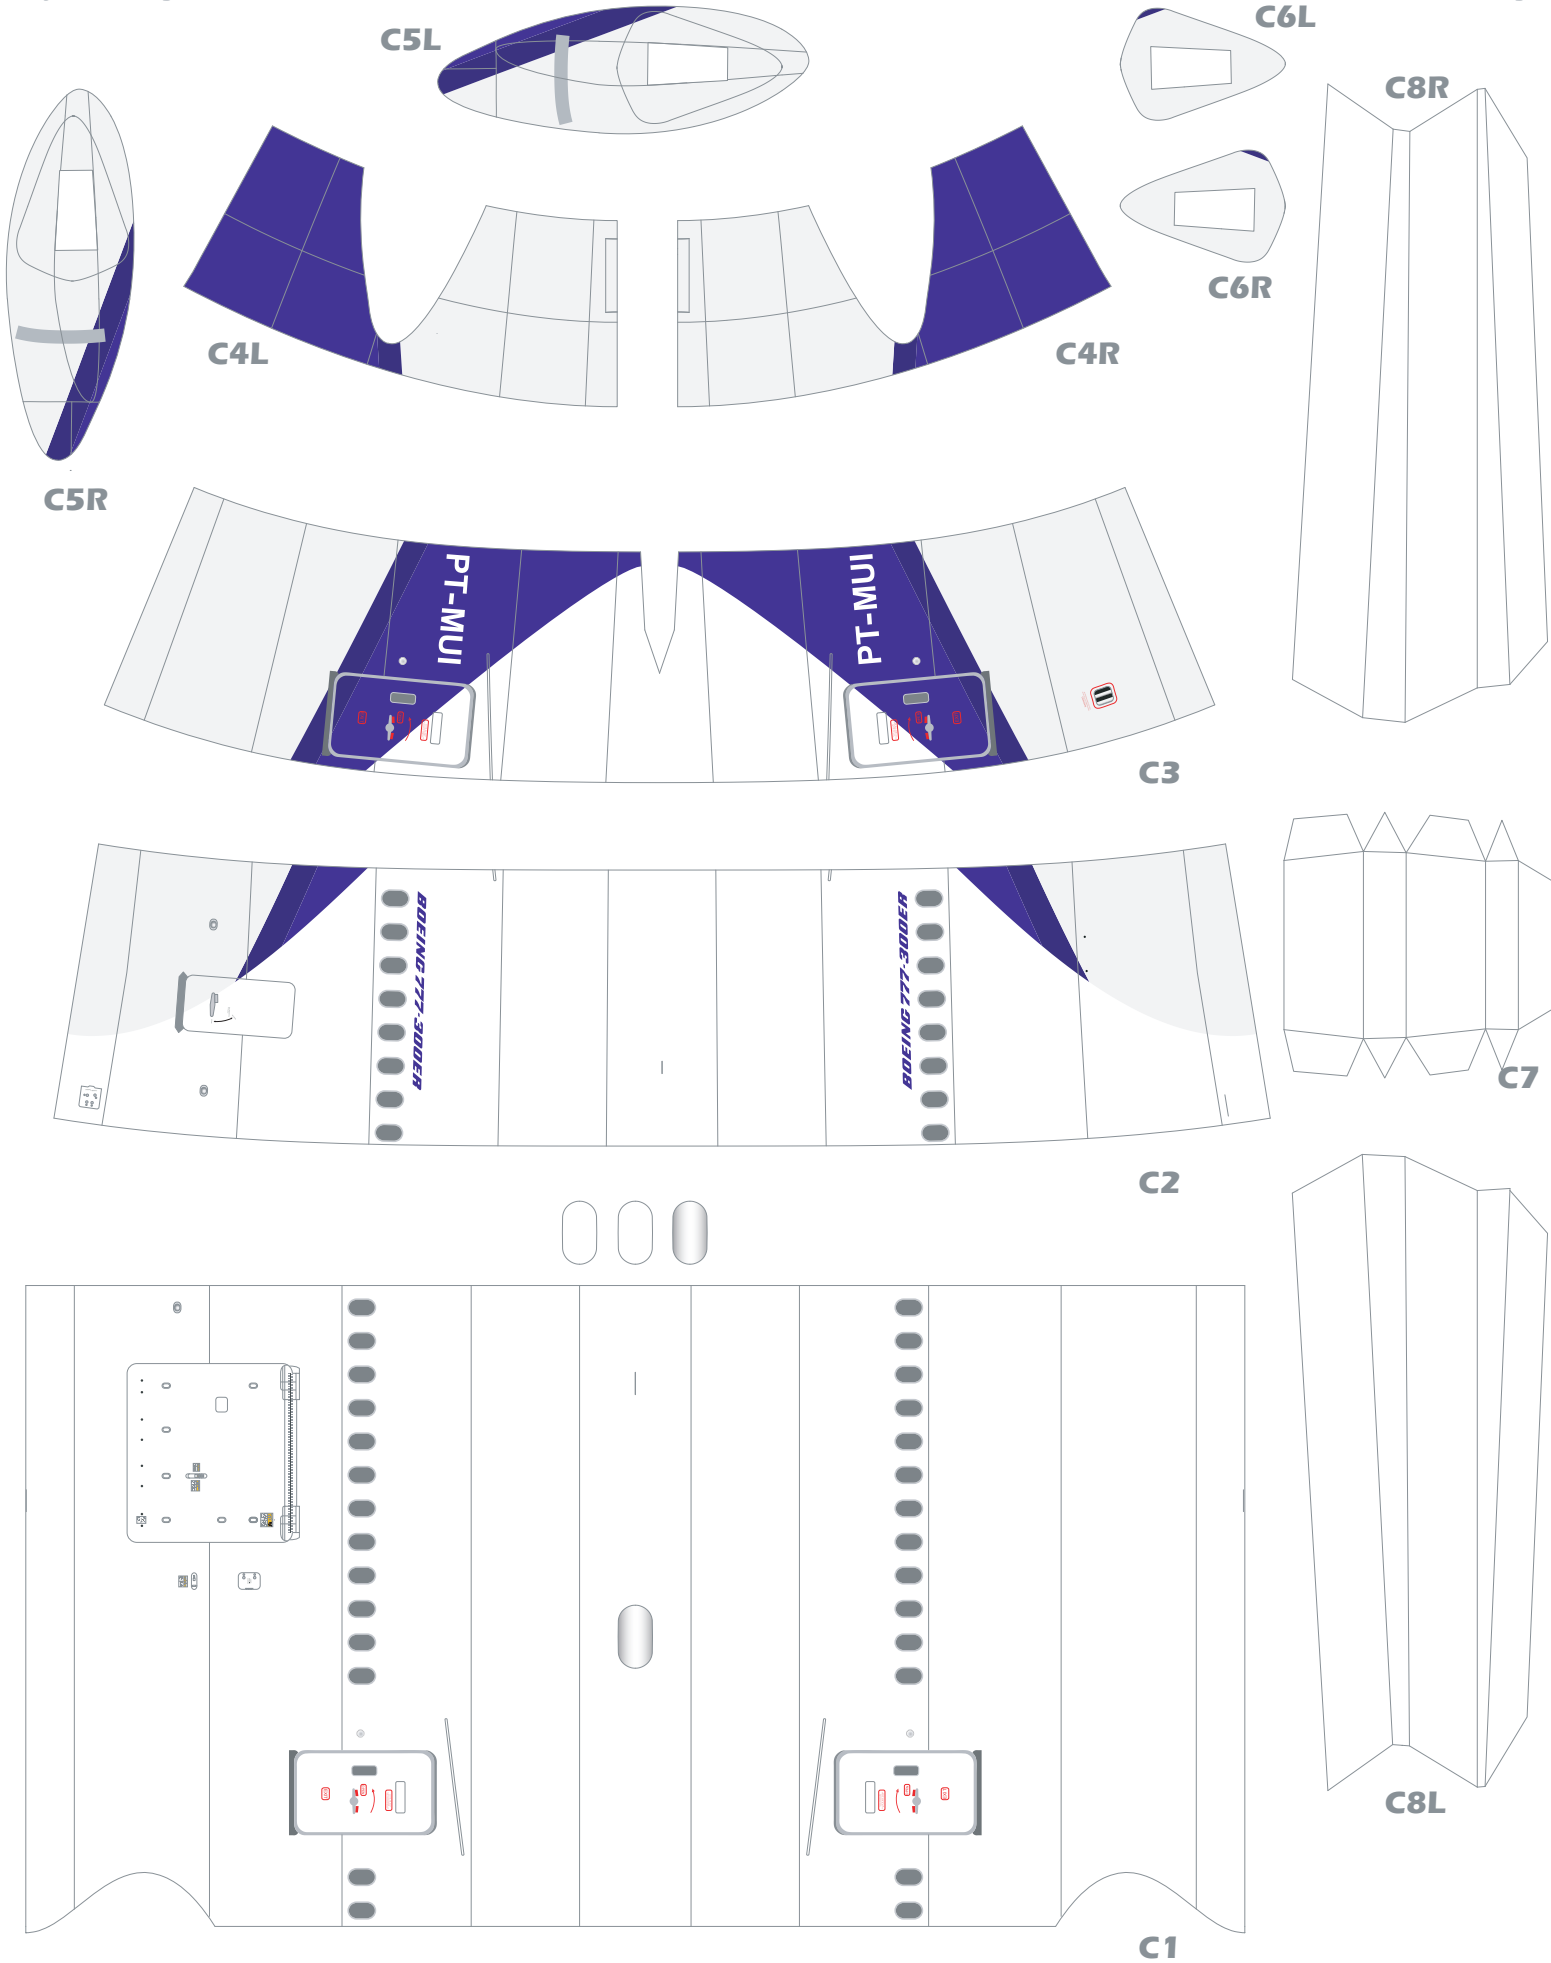 C5L
C6L
C8R
C6R
C4L
C4R
C5R
PT-MUI
PT-MUI
C3
BOEING 777-300ER
BOEING 777-300ER
C7
C2
C8L
C1